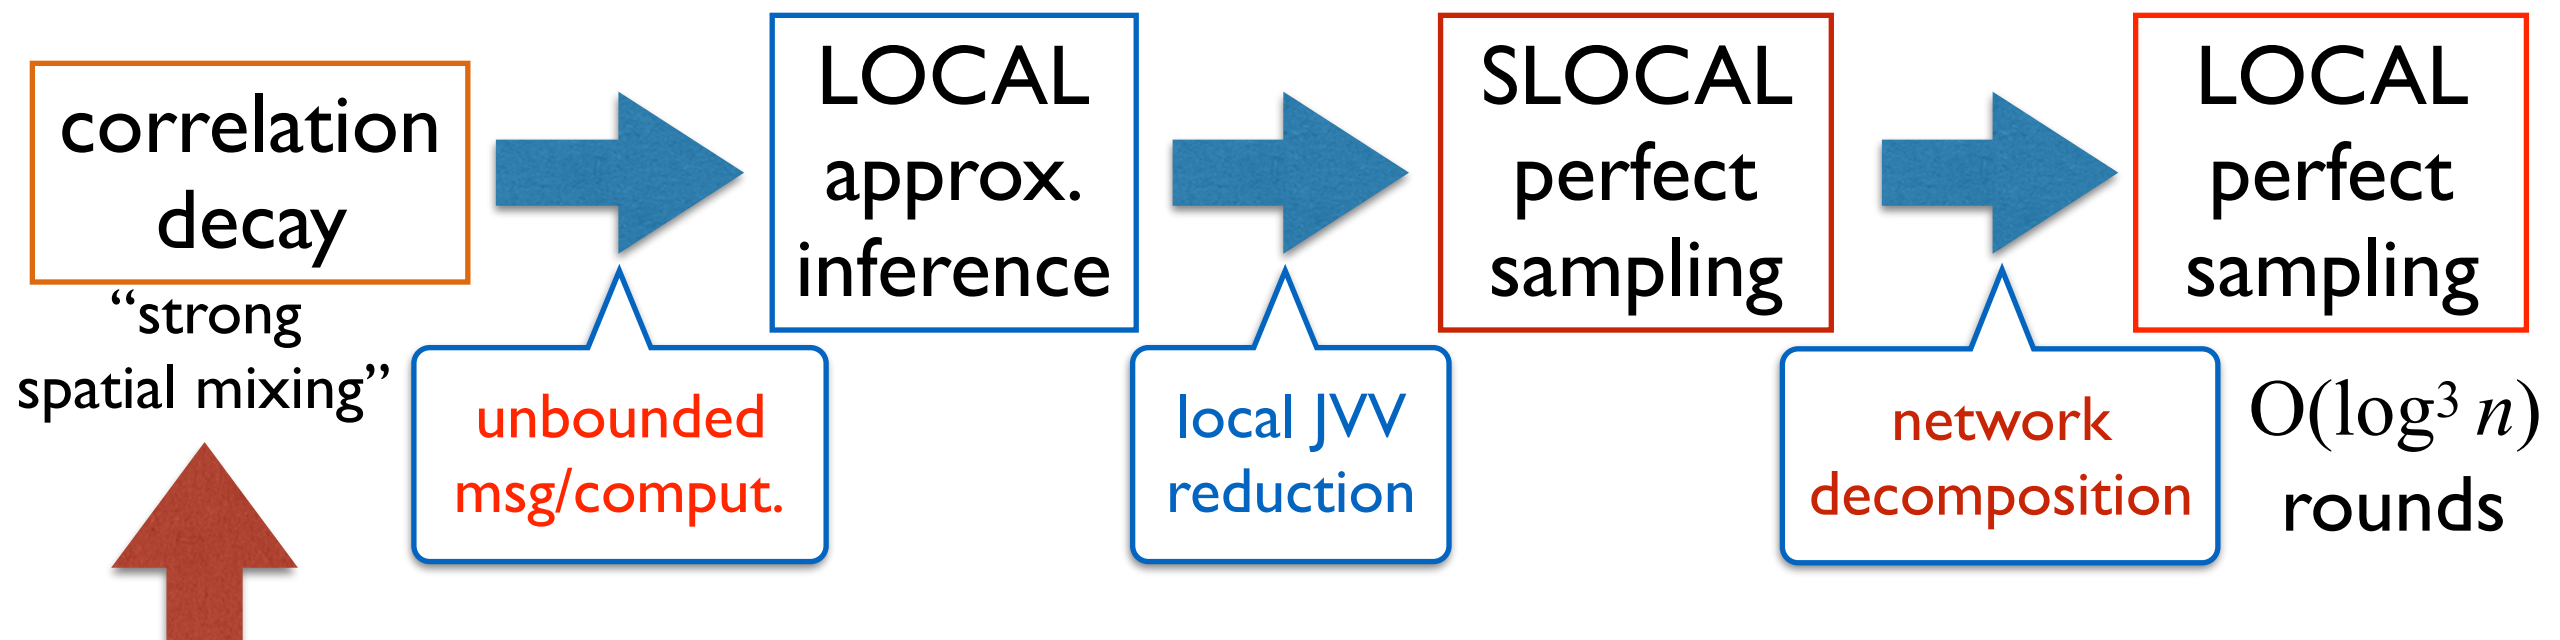 correlation
decay
“strong
spatial mixing”
unbounded
msg/comput.
LOCAL
approx.
inference
local JVV
reduction
SLOCAL
perfect
sampling
network
decomposition
LOCAL
perfect
sampling
O(log³ n)
rounds